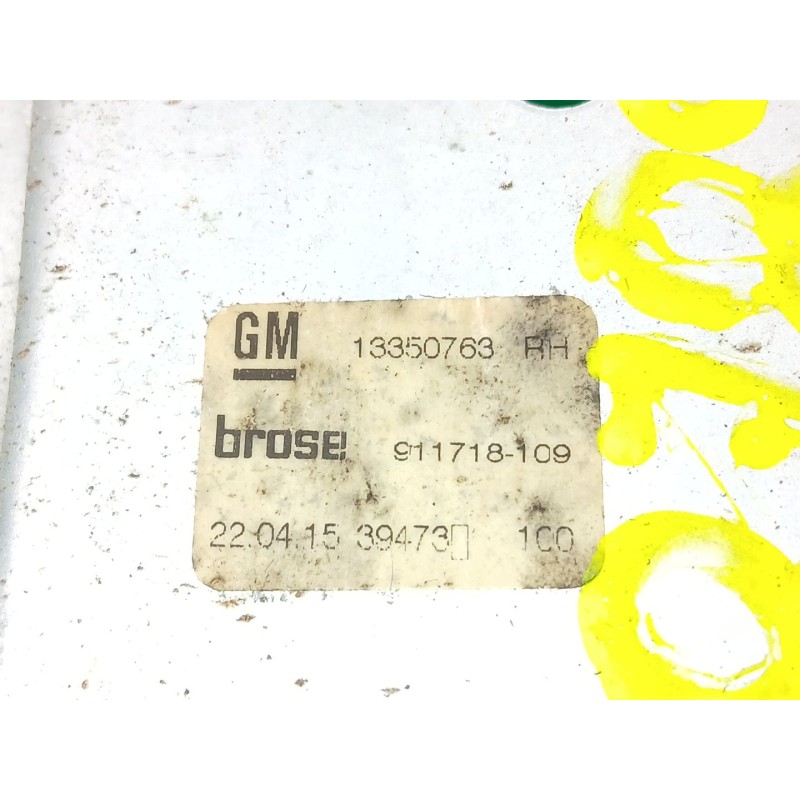 GM 13350763 RH
brose 911718-109
22.04.15 39473 100